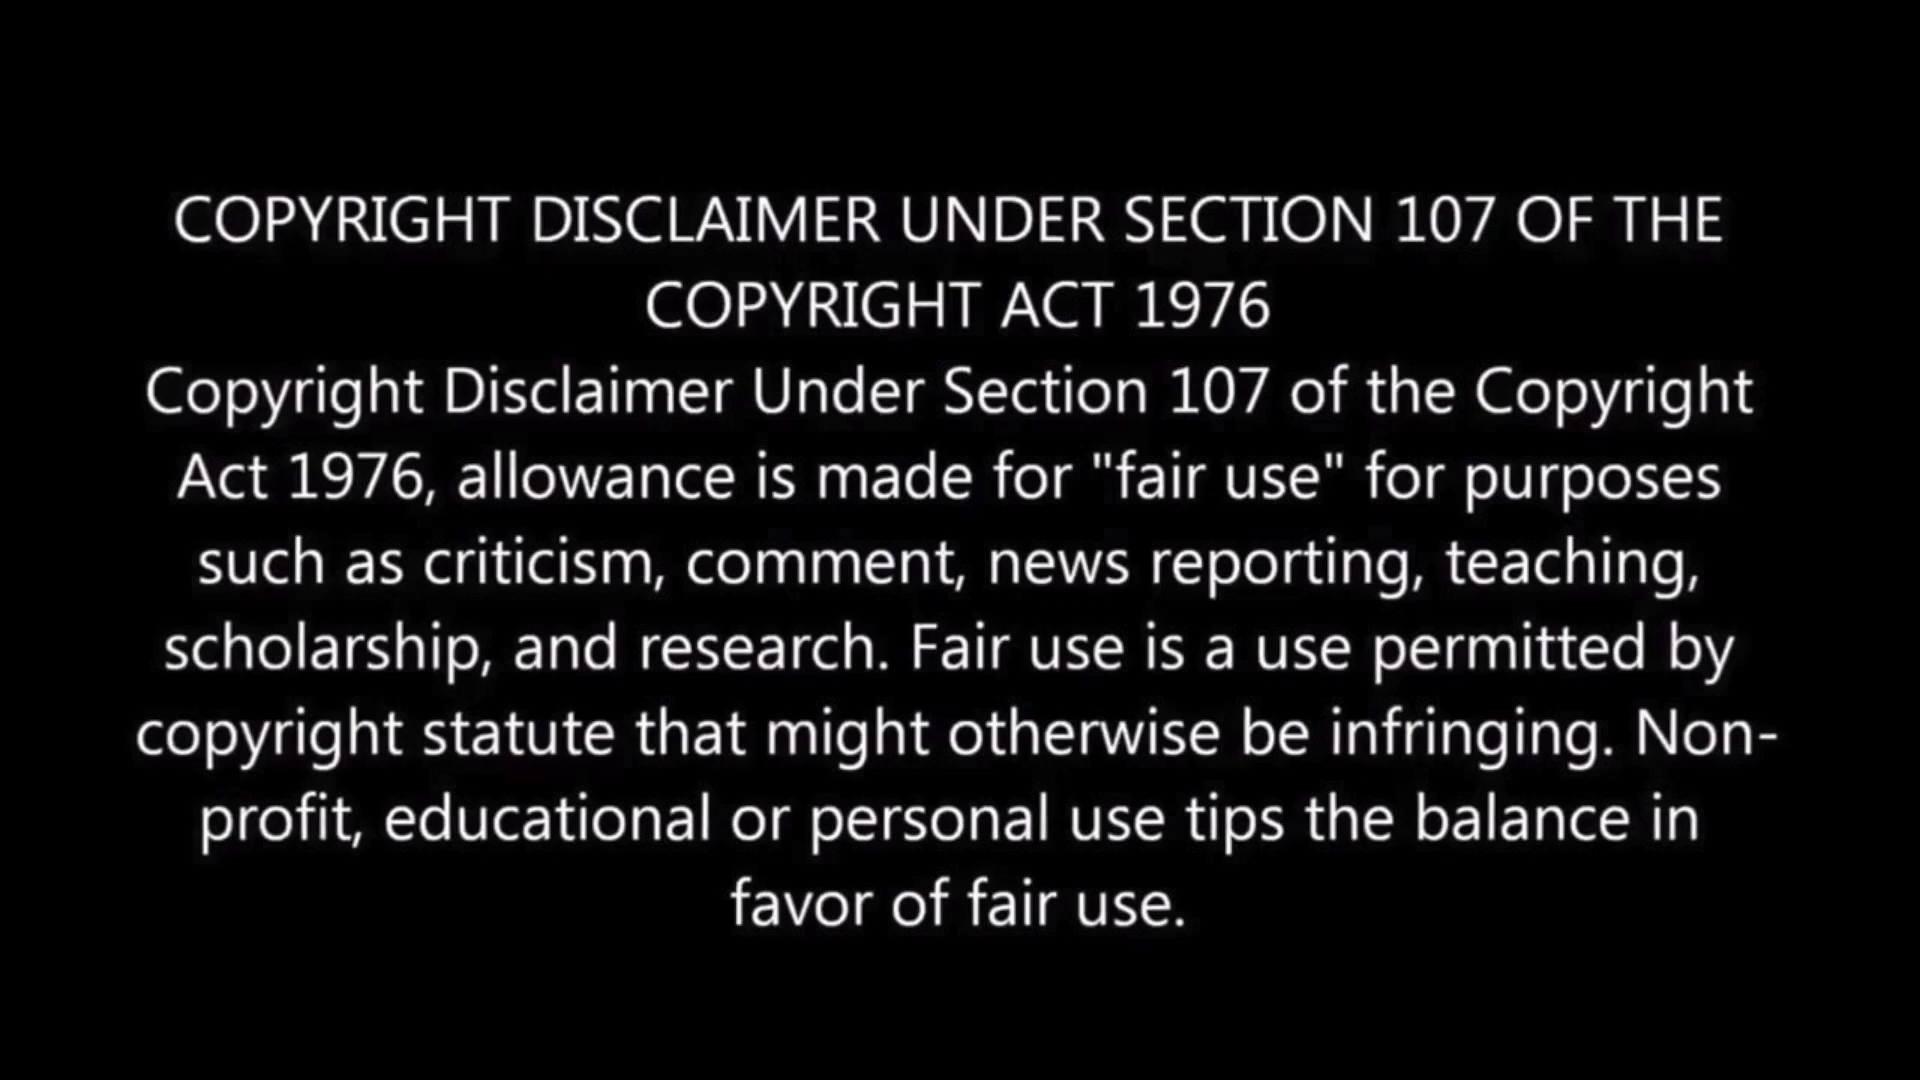 COPYRIGHT DISCLAIMER UNDER SECTION 107 OF THE
COPYRIGHT ACT 1976
Copyright Disclaimer Under Section 107 of the Copyright
Act 1976, allowance is made for "fair use" for purposes
such as criticism, comment, news reporting, teaching,
scholarship, and research. Fair use is a use permitted by
copyright statute that might otherwise be infringing. Non-
profit, educational or personal use tips the balance in
favor of fair use.